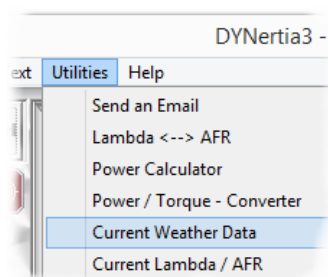 DYNertia3 -
ext Utilities Help
Send an Email
Lambda <--> AFR
Power Calculator
Power / Torque - Converter
Current Weather Data
Current Lambda / AFR